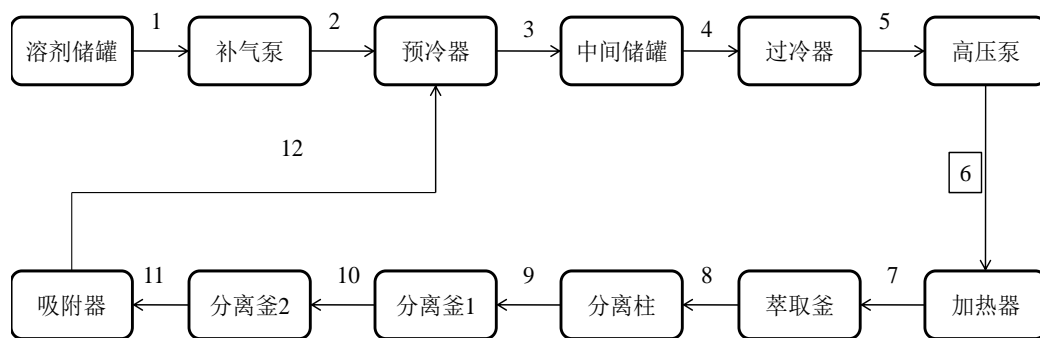 1
2
3
4
5
溶剂储罐
补气泵
预冷器
中间储罐
过冷器
高压泵
12
6
11
10
9
8
7
吸附器
分离釜2
分离釜1
分离柱
萃取釜
加热器